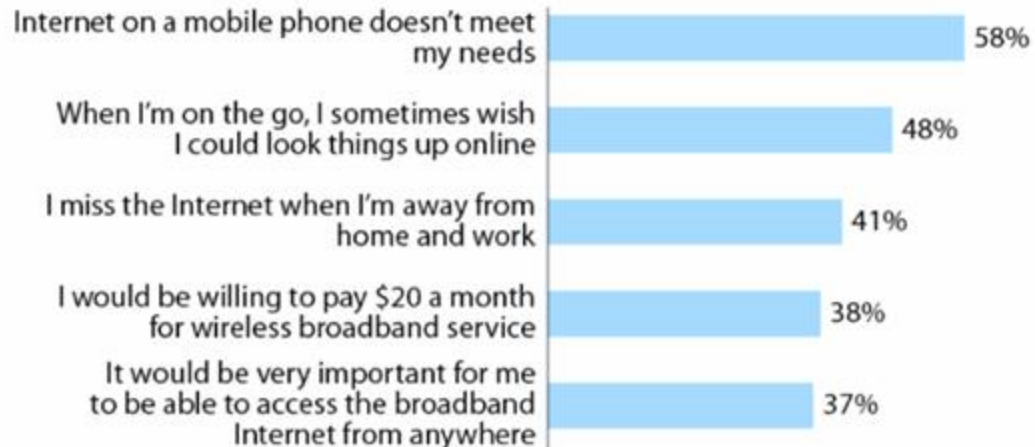 Internet on a mobile phone doesn't meet
my needs
58%
When I'm on the go, I sometimes wish
I could look things up online
48%
I miss the Internet when I'm away from
home and work
41%
I would be willing to pay $20 a month
for wireless broadband service
38%
It would be very important for me
to be able to access the broadband
Internet from anywhere
37%